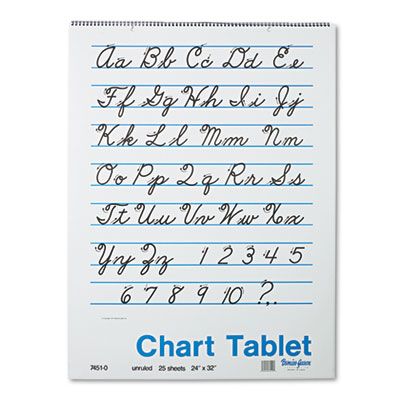 Aa Bb Cc Dd Ee
Ff Gg Hh Ii Jj
Kk Ll Mm Nn
Oo Pp Qq Rr Ss
Tt Uu Vv Ww Xx
Yy Zz 1 2 3 4 5
6 7 8 9 10 ?.
Chart Tablet
7451-0 unruled 25 sheets 24" x 32"